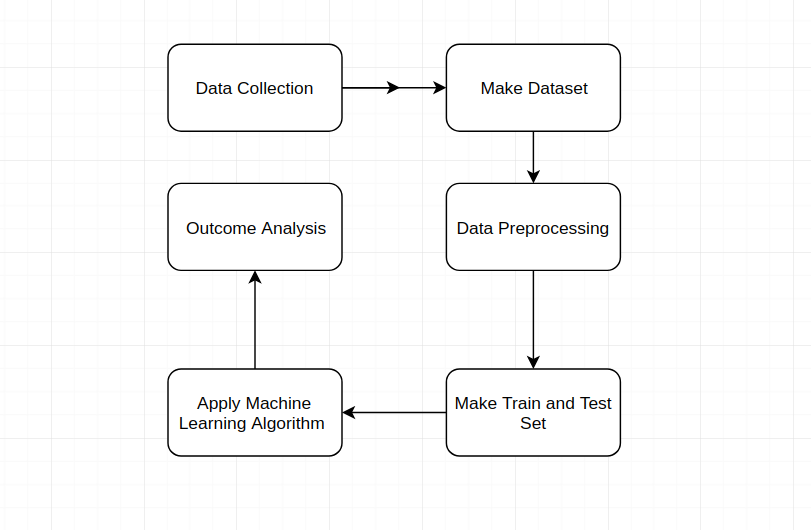 Data Collection
Make Dataset
Data Preprocessing
Make Train and Test
Set
Apply Machine
Learning Algorithm
Outcome Analysis